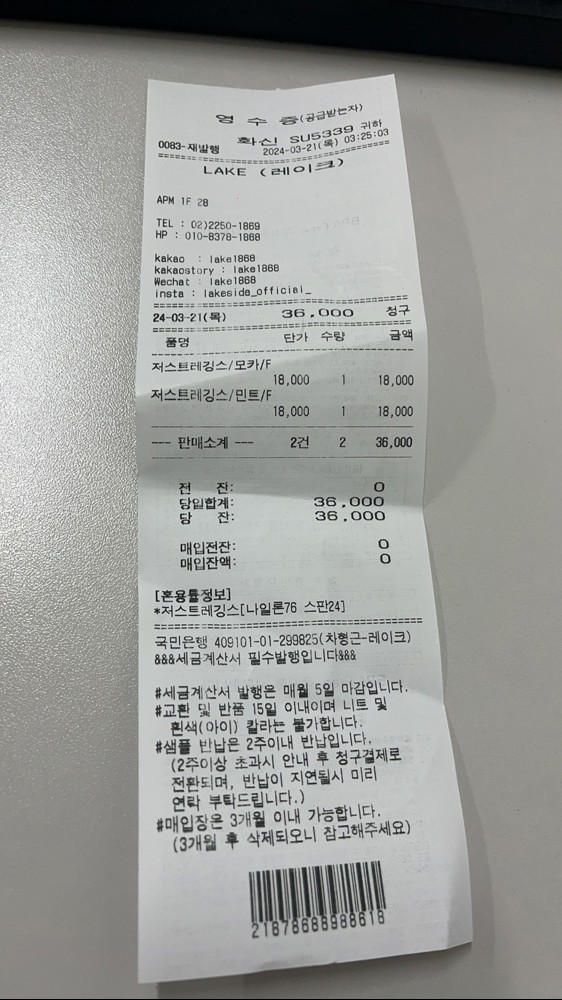 영 수 증(공급받는자)
확신 SU5339 귀하
0083-재발행 2024-03-21(목) 03:25:03
LAKE (레이크)
APM 1F 28
TEL : 02)2250-1869
HP : 010-8378-1868
kakao : lake1868
kakaostory : lake1868
Wechat : lake1868
insta : lakeside_official_
24-03-21(목) 36,000 청구
품명 단가 수량 금액
저스트레깅스/모카/F
18,000 1 18,000
저스트레깅스/민트/F
18,000 1 18,000
--- 판매소계 --- 2건 2 36,000
전 잔: 0
당입합계: 36,000
당 잔: 36,000
매입전잔: 0
매입잔액: 0
[혼용률정보]
*저스트레깅스[나일론76 스판24]
국민은행 409101-01-299825(차형근-레이크)
&&&세금계산서 필수발행입니다&&&
#세금계산서 발행은 매월 5일 마감입니다.
#교환 및 반품 15일 이내이며 니트 및
흰색(아이) 칼라는 불가합니다.
#샘플 반납은 2주이내 반납입니다.
(2주이상 초과시 안내 후 청구결제로
전환되며, 반납이 지연될시 미리
연락 부탁드립니다.)
#매입장은 3개월 이내 가능합니다.
(3개월 후 삭제되오니 참고해주세요)
21878688988618